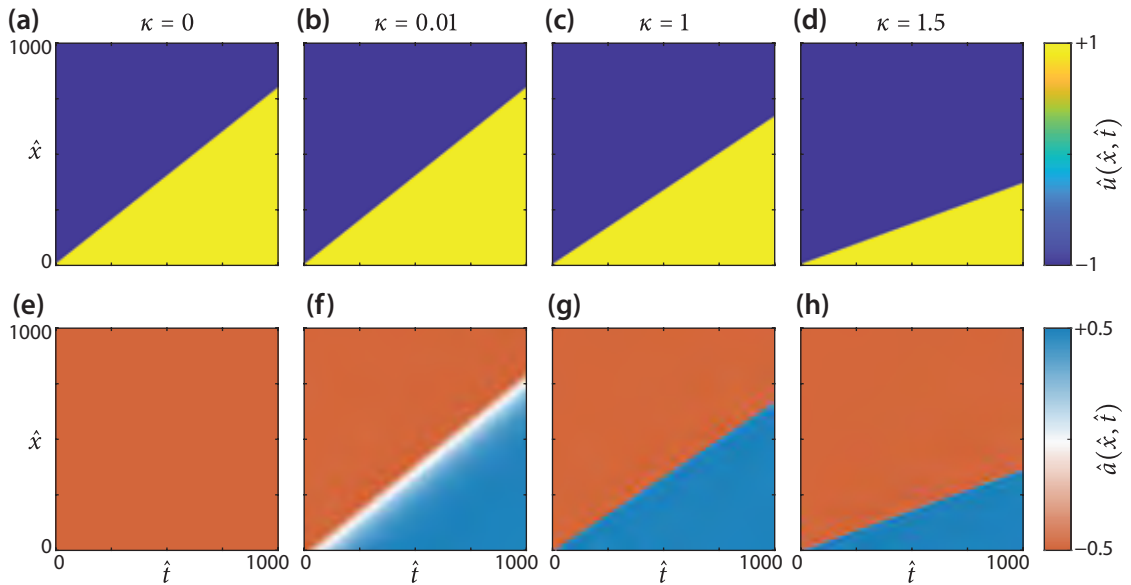 (a) κ = 0 (b) κ = 0.01 (c) κ = 1 (d) κ = 1.5
1000 +1
x̂ û(x̂, t̂)
0 −1
(e) (f) (g) (h)
1000 +0.5
x̂ â(x̂, t̂)
0 −0.5
0 t̂ 1000 0 t̂ 1000 0 t̂ 1000 0 t̂ 1000